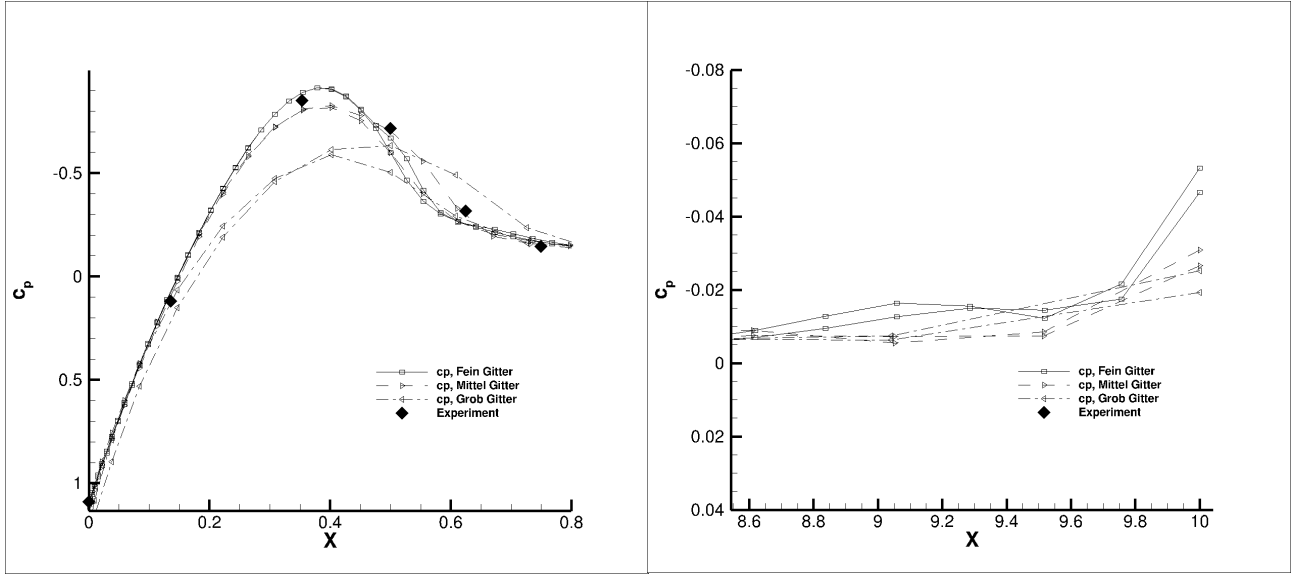 -0.5
0
0.5
1
cp
0
0.2
0.4
0.6
0.8
X
cp, Fein Gitter
cp, Mittel Gitter
cp, Grob Gitter
Experiment
-0.08
-0.06
-0.04
-0.02
0
0.02
0.04
cp
8.6
8.8
9
9.2
9.4
9.6
9.8
10
X
cp, Fein Gitter
cp, Mittel Gitter
cp, Grob Gitter
Experiment